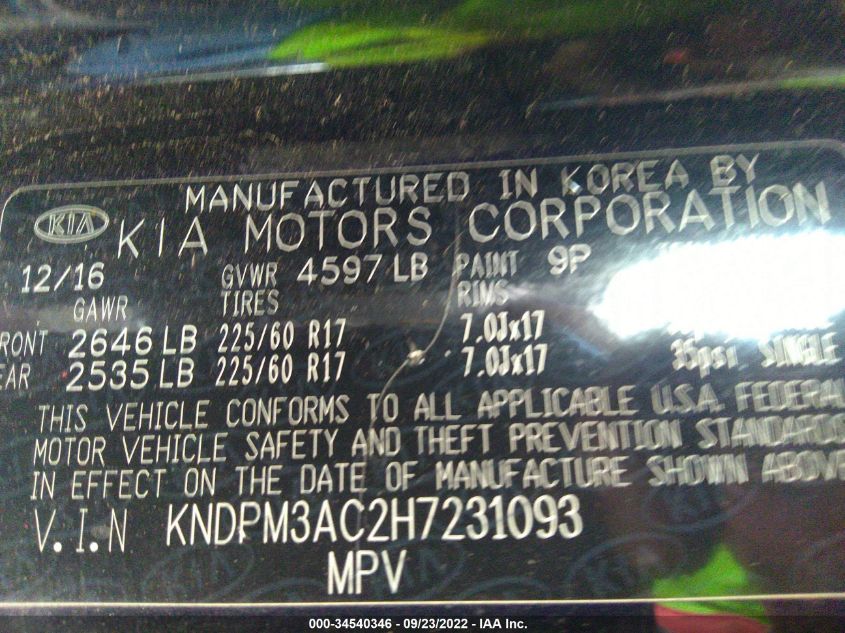 MANUFACTURED IN KOREA BY
KIA KIA MOTORS CORPORATION
12/16 GVWR 4597 LB PAINT 9P
GAWR TIRES RIMS
RONT 2646 LB 225/60 R17 7.0Jx17
EAR 2535 LB 225/60 R17 7.0Jx17 35psi SINGLE
THIS VEHICLE CONFORMS TO ALL APPLICABLE U.S.A. FEDERAL
MOTOR VEHICLE SAFETY AND THEFT PREVENTION STANDARDS
IN EFFECT ON THE DATE OF MANUFACTURE SHOWN ABOVE
V.I.N KNDPM3AC2H7231093
MPV
000-34540346 - 09/23/2022 - IAA Inc.